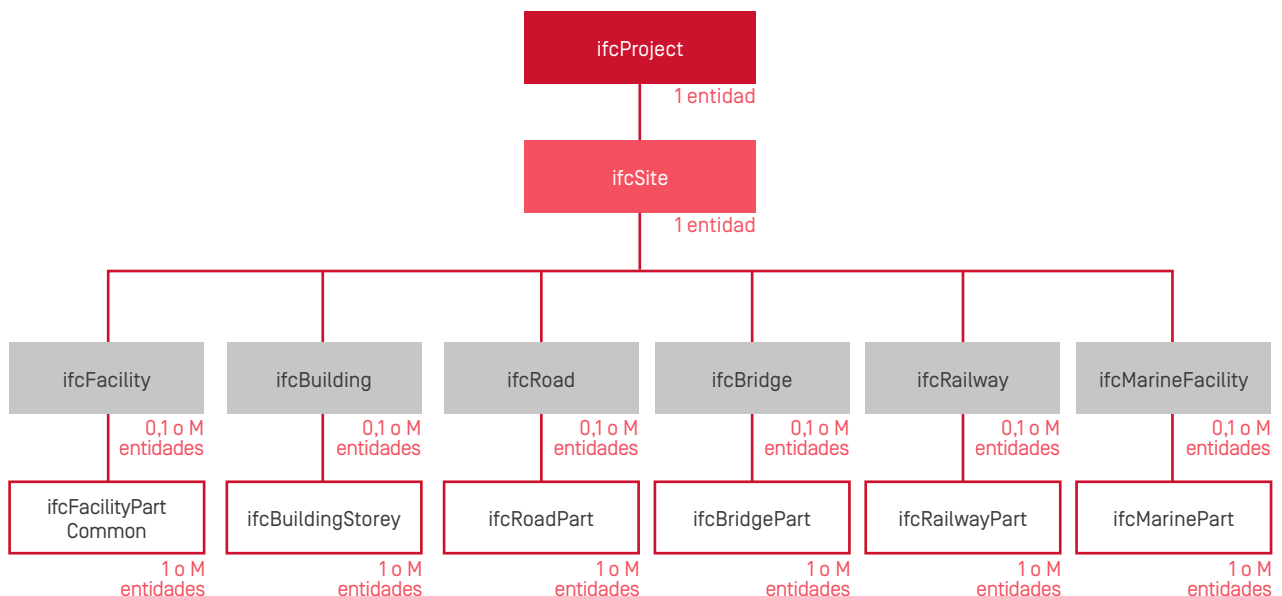 ifcProject
1 entidad
ifcSite
1 entidad
ifcFacility
ifcBuilding
ifcRoad
ifcBridge
ifcRailway
ifcMarineFacility
0,1 o M
entidades
0,1 o M
entidades
0,1 o M
entidades
0,1 o M
entidades
0,1 o M
entidades
0,1 o M
entidades
ifcFacilityPart
Common
ifcBuildingStorey
ifcRoadPart
ifcBridgePart
ifcRailwayPart
ifcMarinePart
1 o M
entidades
1 o M
entidades
1 o M
entidades
1 o M
entidades
1 o M
entidades
1 o M
entidades